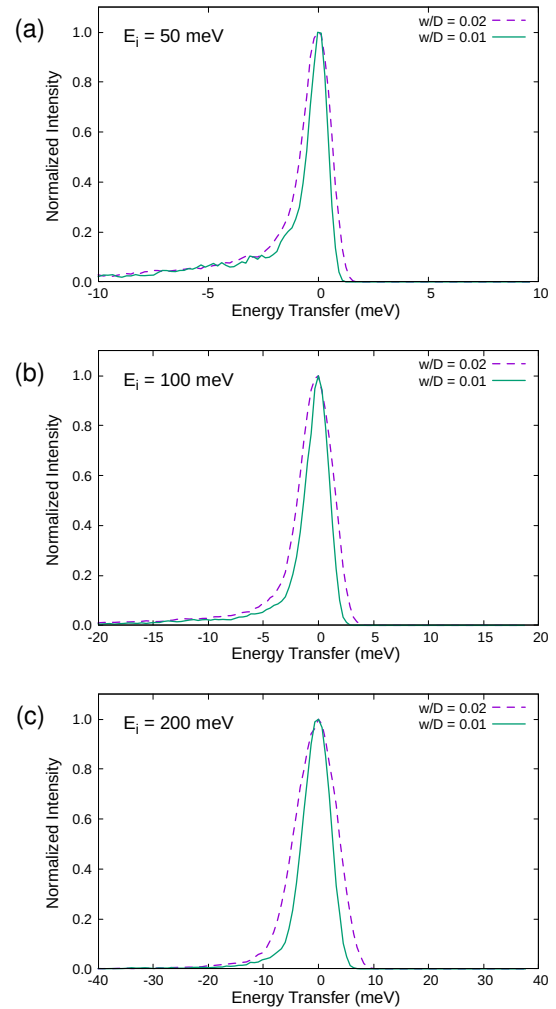 (a)
E_i = 50 meV
w/D = 0.02
w/D = 0.01
Normalized Intensity
1.0
0.8
0.6
0.4
0.2
0.0
-10 -5 0 5 10
Energy Transfer (meV)
(b)
E_i = 100 meV
w/D = 0.02
w/D = 0.01
Normalized Intensity
1.0
0.8
0.6
0.4
0.2
0.0
-20 -15 -10 -5 0 5 10 15 20
Energy Transfer (meV)
(c)
E_i = 200 meV
w/D = 0.02
w/D = 0.01
Normalized Intensity
1.0
0.8
0.6
0.4
0.2
0.0
-40 -30 -20 -10 0 10 20 30 40
Energy Transfer (meV)